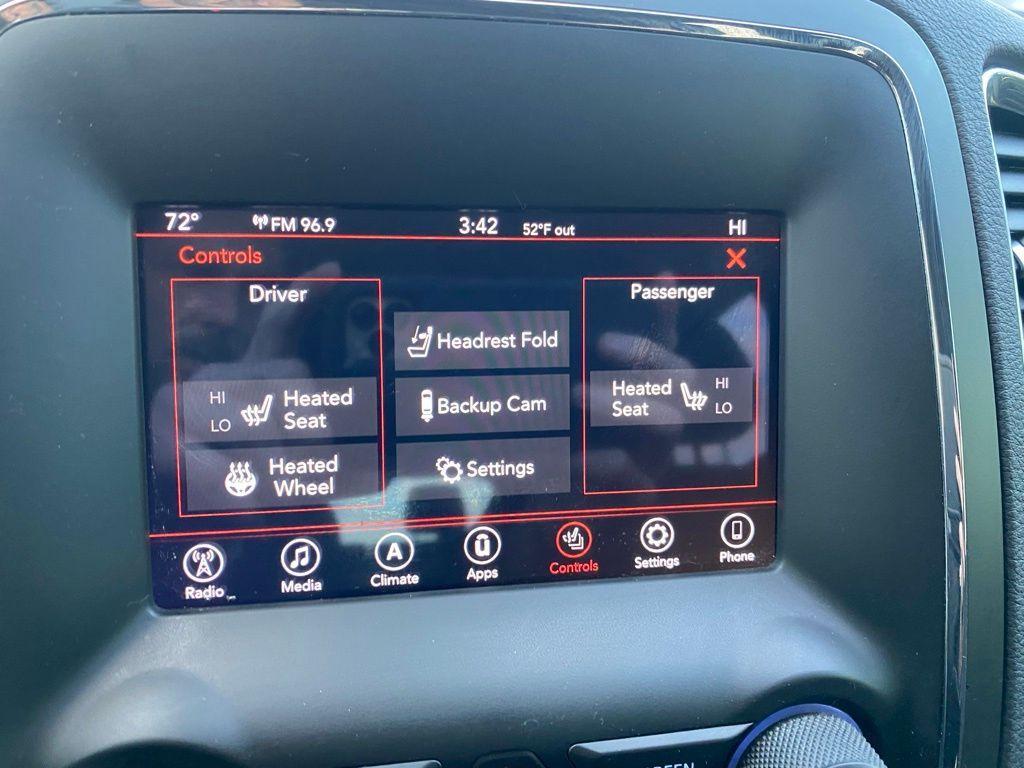 72° FM 96.9 3:42 52°F out HI
Controls X
Driver
HI
LO
Heated
Seat
Heated
Wheel
Headrest Fold
Backup Cam
Settings
Passenger
Heated
Seat
HI
LO
Radio
Media
A
Climate
Apps
Controls
Settings
Phone